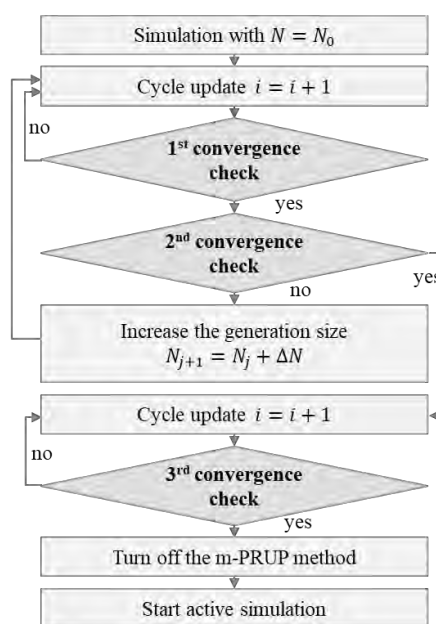 Simulation with N = N₀
Cycle update i = i + 1
no
1st convergence
check
yes
2nd convergence
check
yes
no
Increase the generation size
Nⱼ₊₁ = Nⱼ + ΔN
Cycle update i = i + 1
no
3rd convergence
check
yes
Turn off the m-PRUP method
Start active simulation